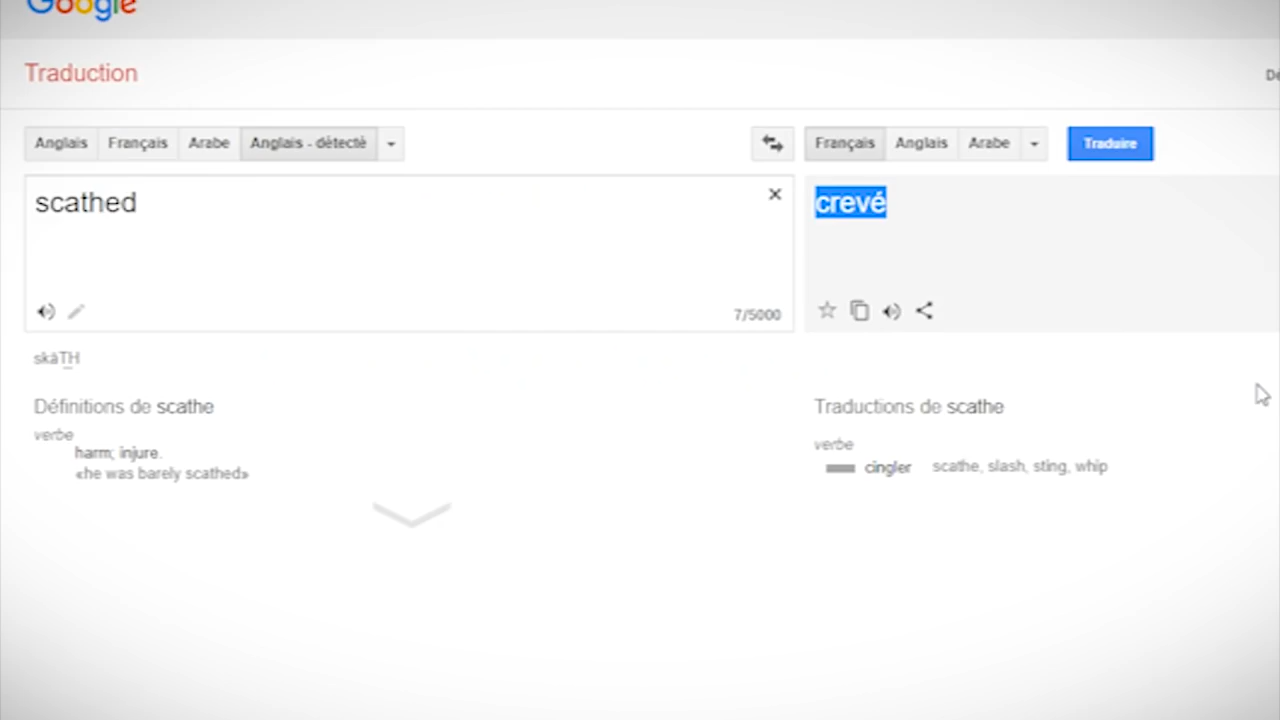 Google
Traduction
Anglais Français Arabe Anglais - détecté
Français Anglais Arabe Traduire
scathed
crevé
7/5000
skāT͟H
Définitions de scathe
verbe
harm; injure.
«he was barely scathed»
Traductions de scathe
verbe
cingler scathe, slash, sting, whip